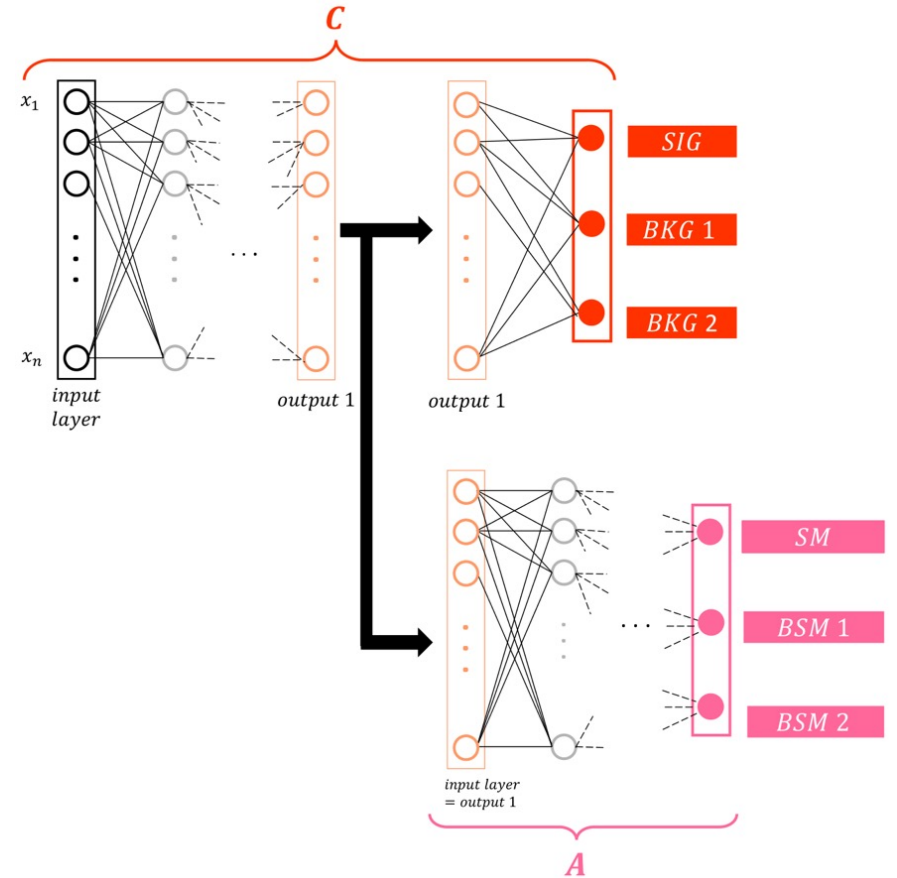 C
x₁
xₙ
input
layer
output 1
output 1
SIG
BKG 1
BKG 2
input layer
= output 1
SM
BSM 1
BSM 2
A